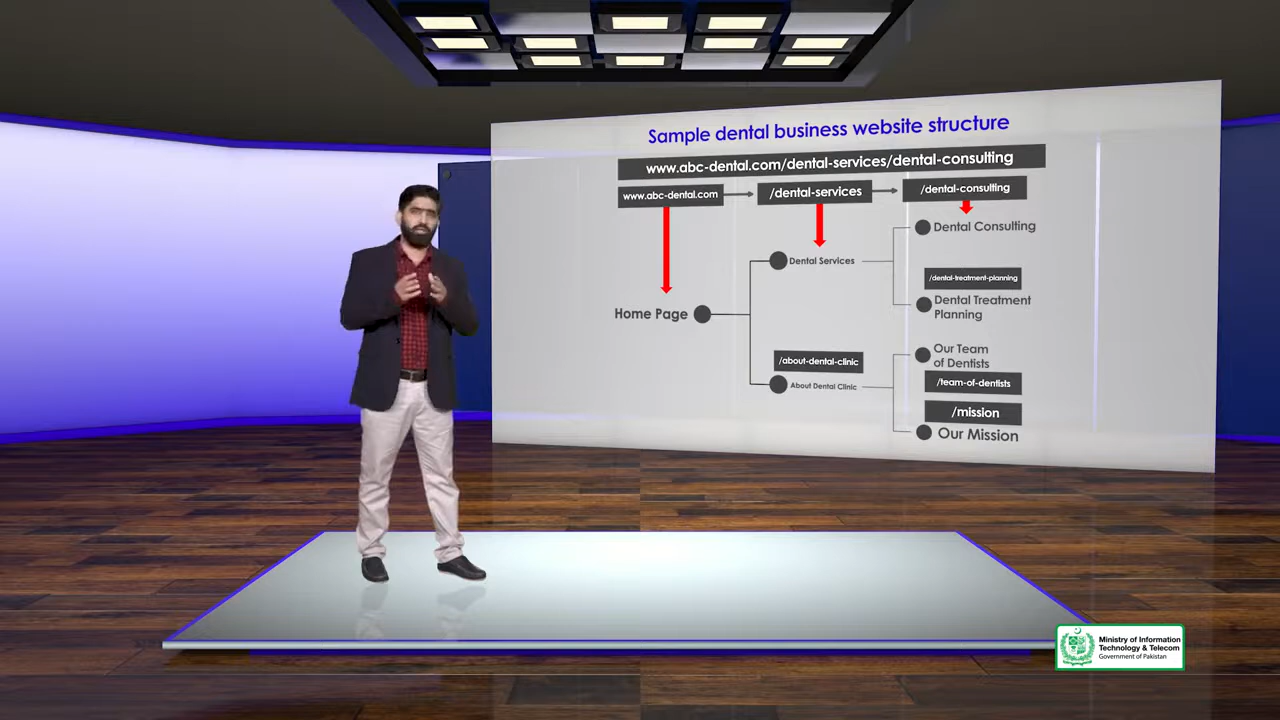 Sample dental business website structure
www.abc-dental.com/dental-services/dental-consulting
www.abc-dental.com
/dental-services
/dental-consulting
Dental Consulting
Dental Services
/dental-treatment-planning
Dental Treatment
Planning
Home Page
Our Team
of Dentists
/about-dental-clinic
About Dental Clinic
/team-of-dentists
/mission
Our Mission
Ministry of Information
Technology & Telecom
Government of Pakistan